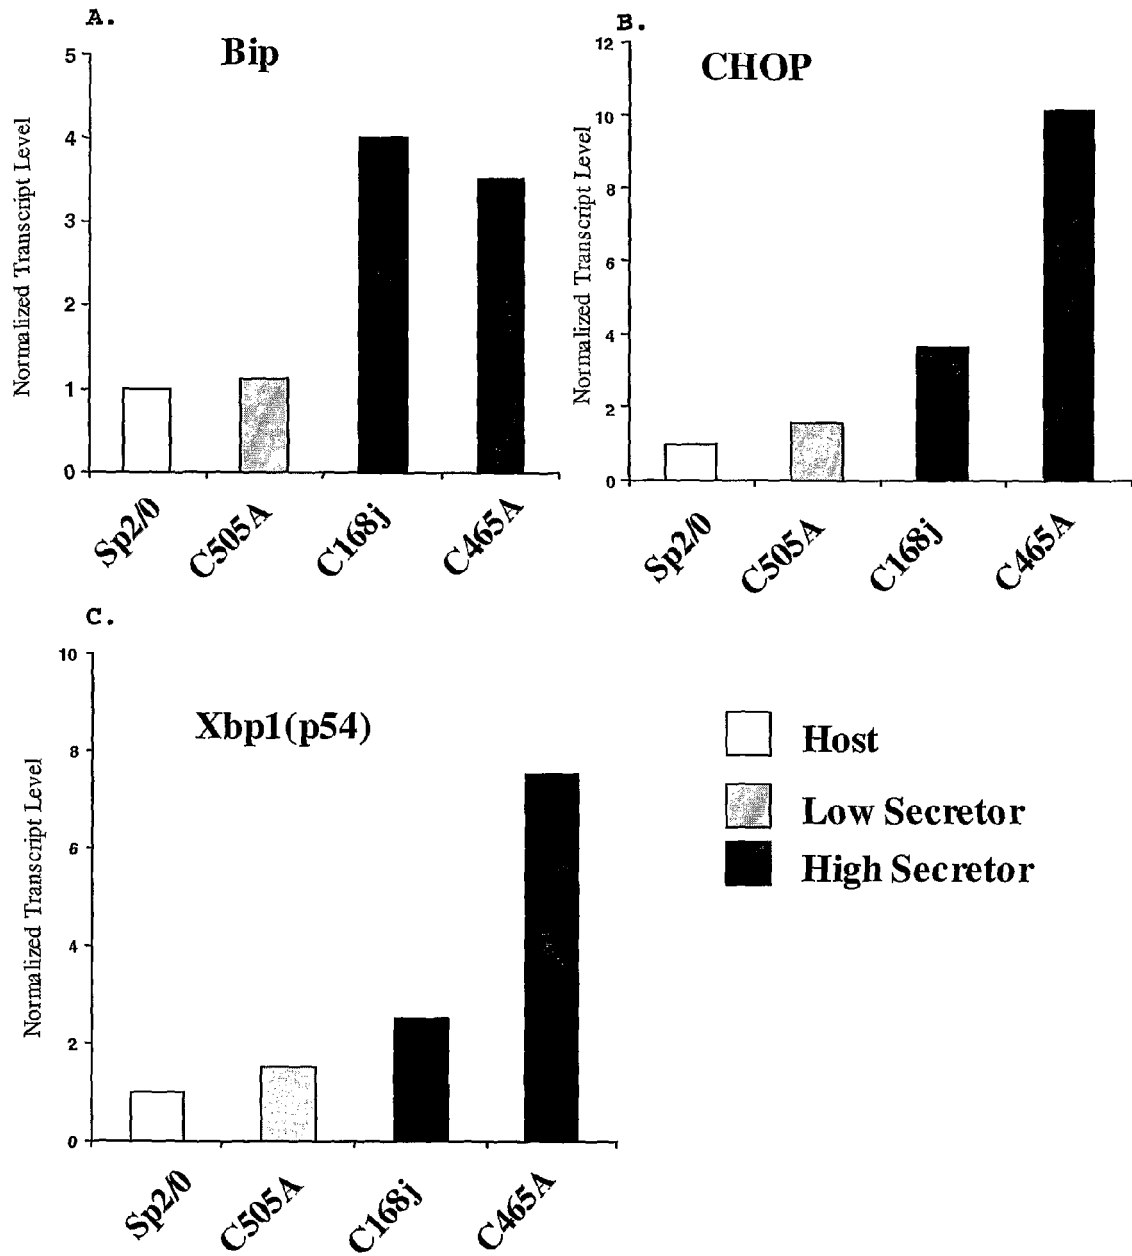 A.
Bip
Normalized Transcript Level
5
4
3
2
1
0
Sp2/0
C505A
C168j
C465A
B.
CHOP
Normalized Transcript Level
12
10
8
6
4
2
0
Sp2/0
C505A
C168j
C465A
C.
Xbp1(p54)
Normalized Transcript Level
10
8
6
4
2
0
Sp2/0
C505A
C168j
C465A
Host
Low Secretor
High Secretor